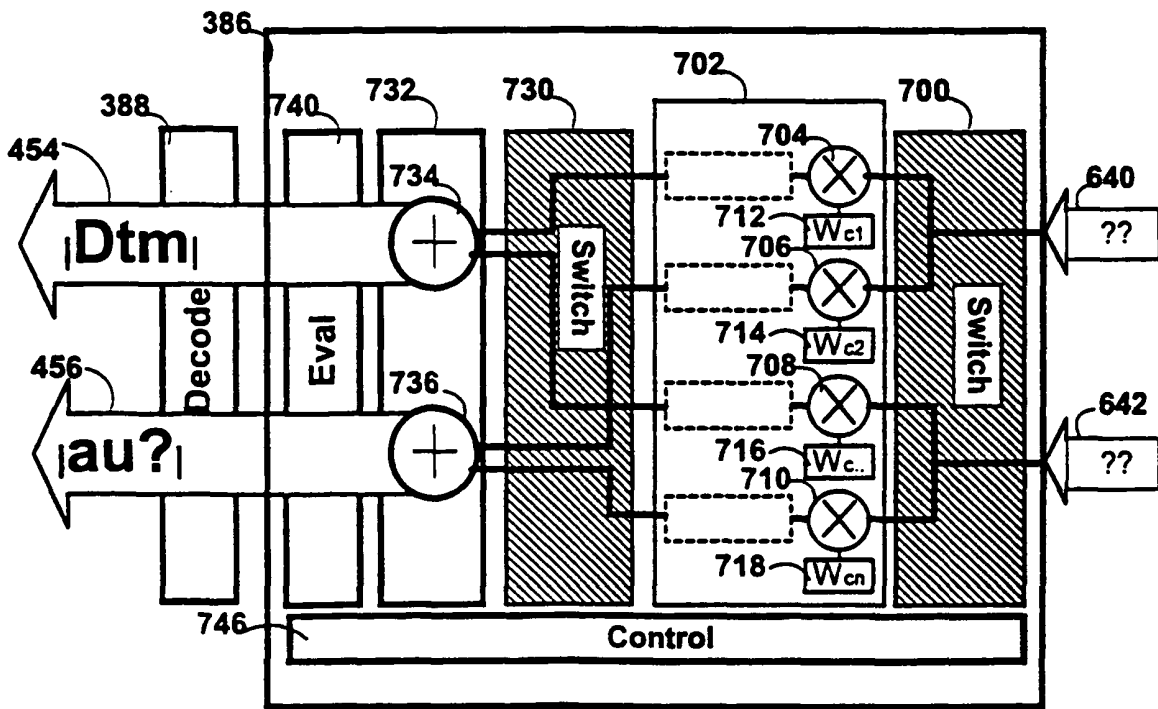 386
702
388
740
732
730
700
454
734
704
640
|Dtm|
712
Wc1
??
706
Switch
Switch
714
Wc2
Decode
Eval
708
456
736
642
|au?|
716
Wc..
??
710
718
Wcn
746
Control